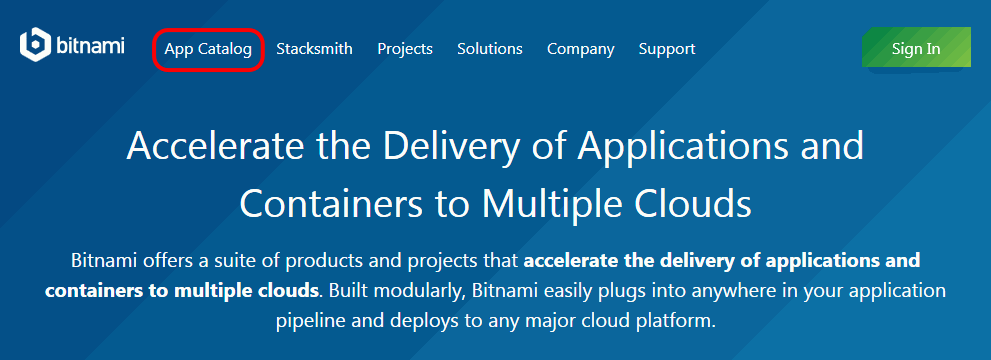 bitnami App Catalog Stacksmith Projects Solutions Company Support Sign In
Accelerate the Delivery of Applications and
Containers to Multiple Clouds
Bitnami offers a suite of products and projects that accelerate the delivery of applications and
containers to multiple clouds. Built modularly, Bitnami easily plugs into anywhere in your application
pipeline and deploys to any major cloud platform.